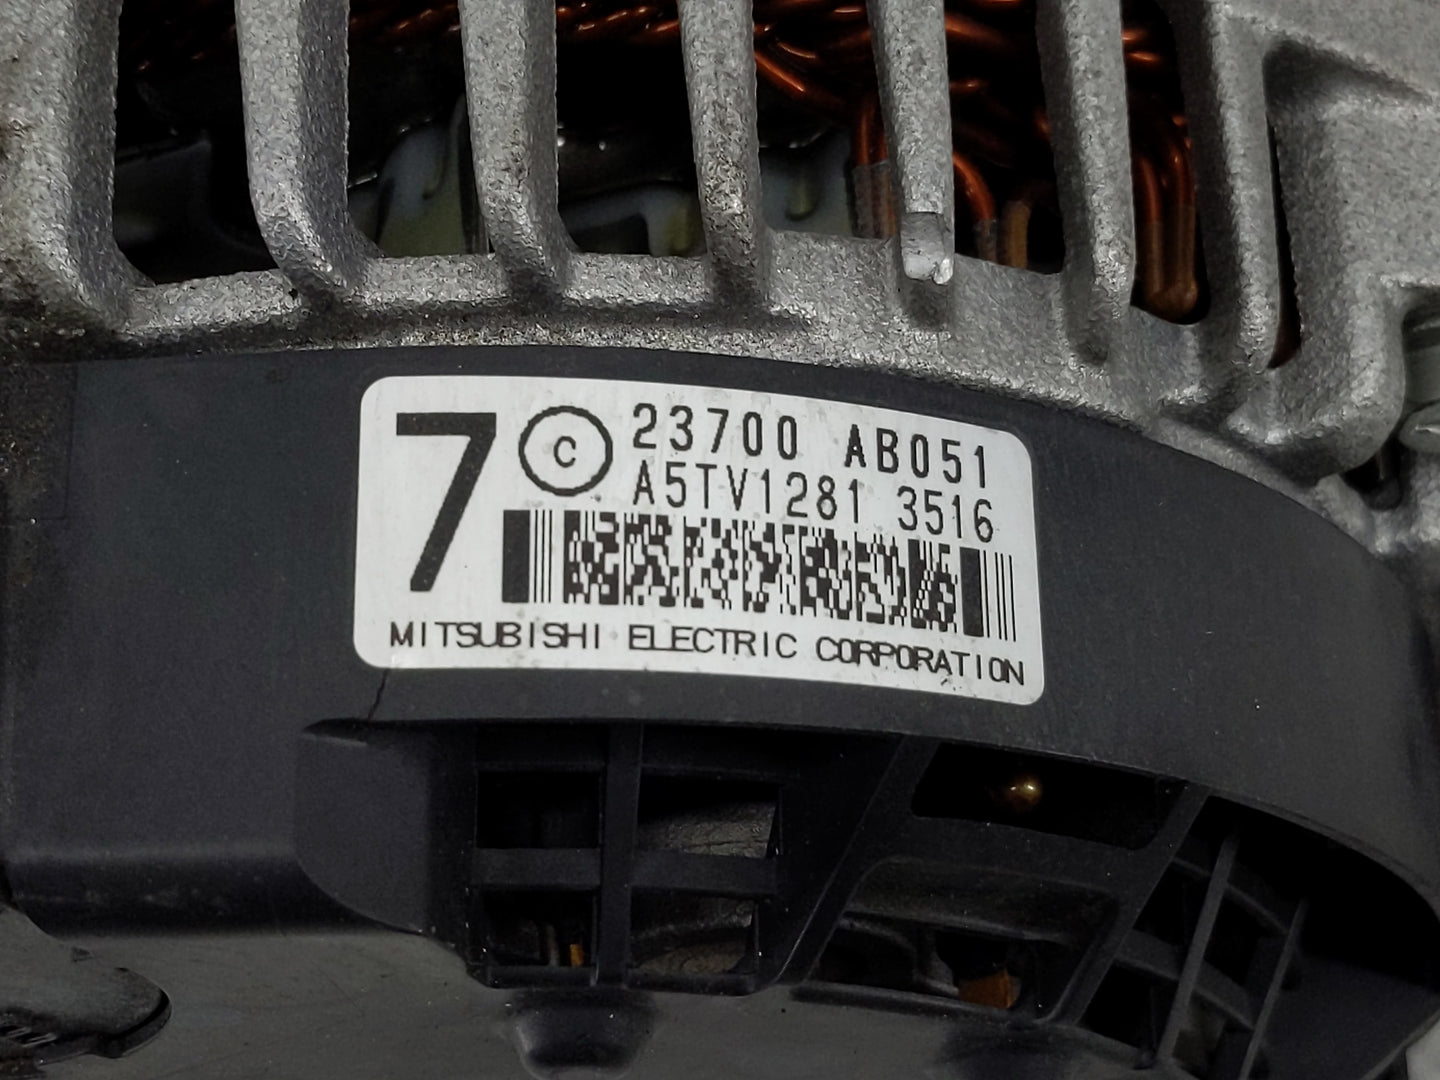 7 C 23700 AB051
A5TV1281 3516
MITSUBISHI ELECTRIC CORPORATION